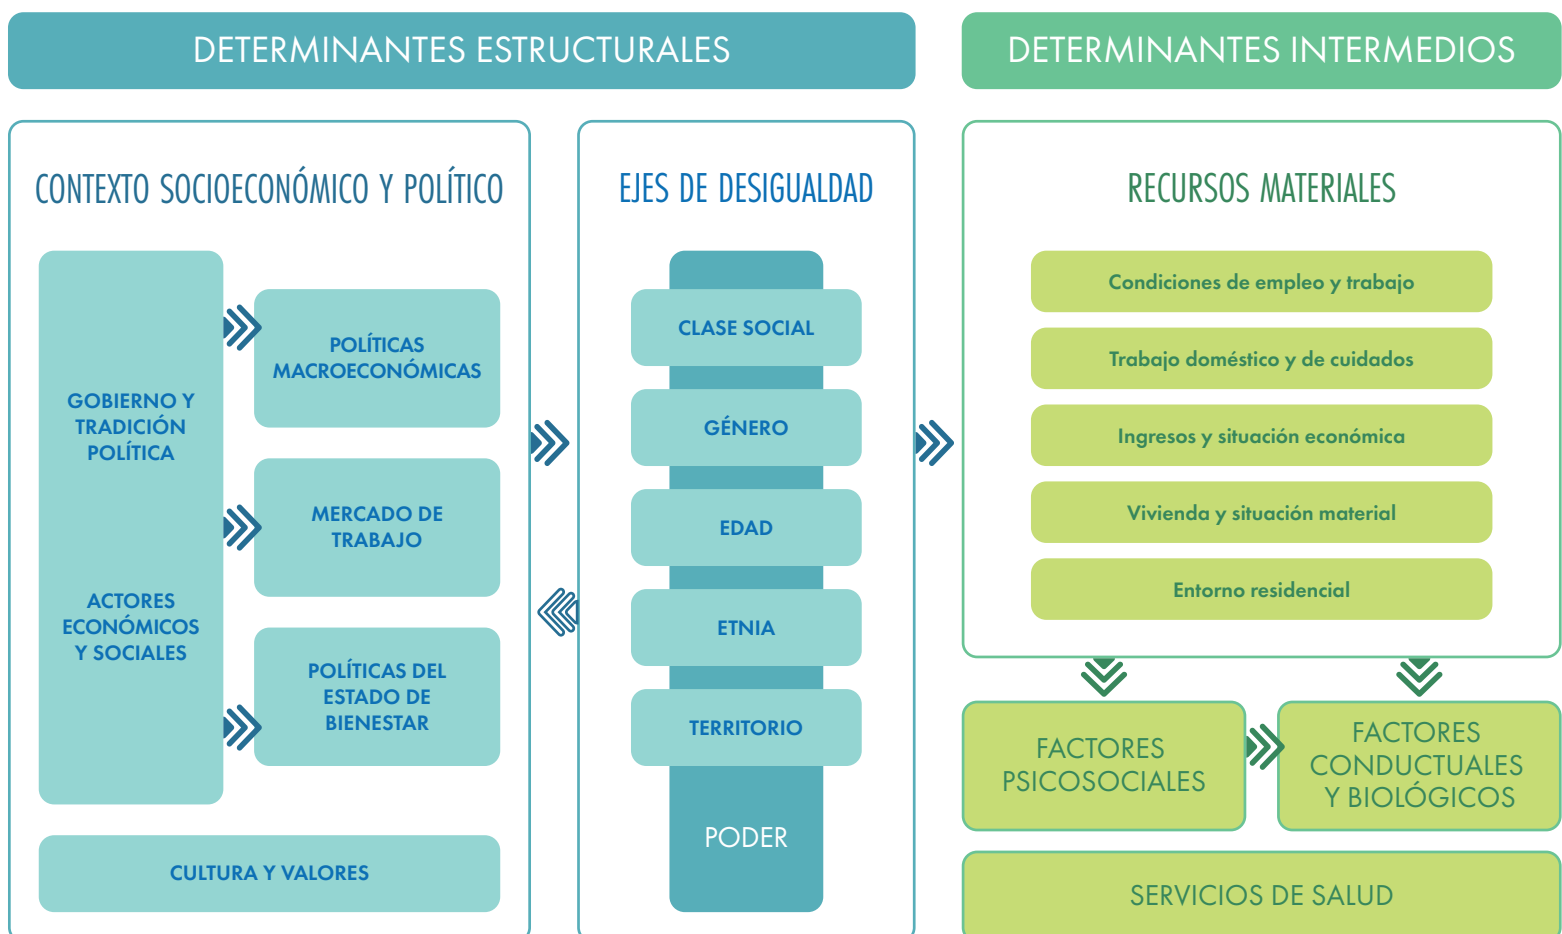 DETERMINANTES ESTRUCTURALES
CONTEXTO SOCIOECONÓMICO Y POLÍTICO
GOBIERNO Y
TRADICIÓN
POLÍTICA
ACTORES
ECONÓMICOS
Y SOCIALES
POLÍTICAS
MACROECONÓMICAS
MERCADO DE
TRABAJO
POLÍTICAS DEL
ESTADO DE
BIENESTAR
CULTURA Y VALORES
EJES DE DESIGUALDAD
CLASE SOCIAL
GÉNERO
EDAD
ETNIA
TERRITORIO
PODER
DETERMINANTES INTERMEDIOS
RECURSOS MATERIALES
Condiciones de empleo y trabajo
Trabajo doméstico y de cuidados
Ingresos y situación económica
Vivienda y situación material
Entorno residencial
FACTORES
PSICOSOCIALES
FACTORES
CONDUCTUALES
Y BIOLÓGICOS
SERVICIOS DE SALUD